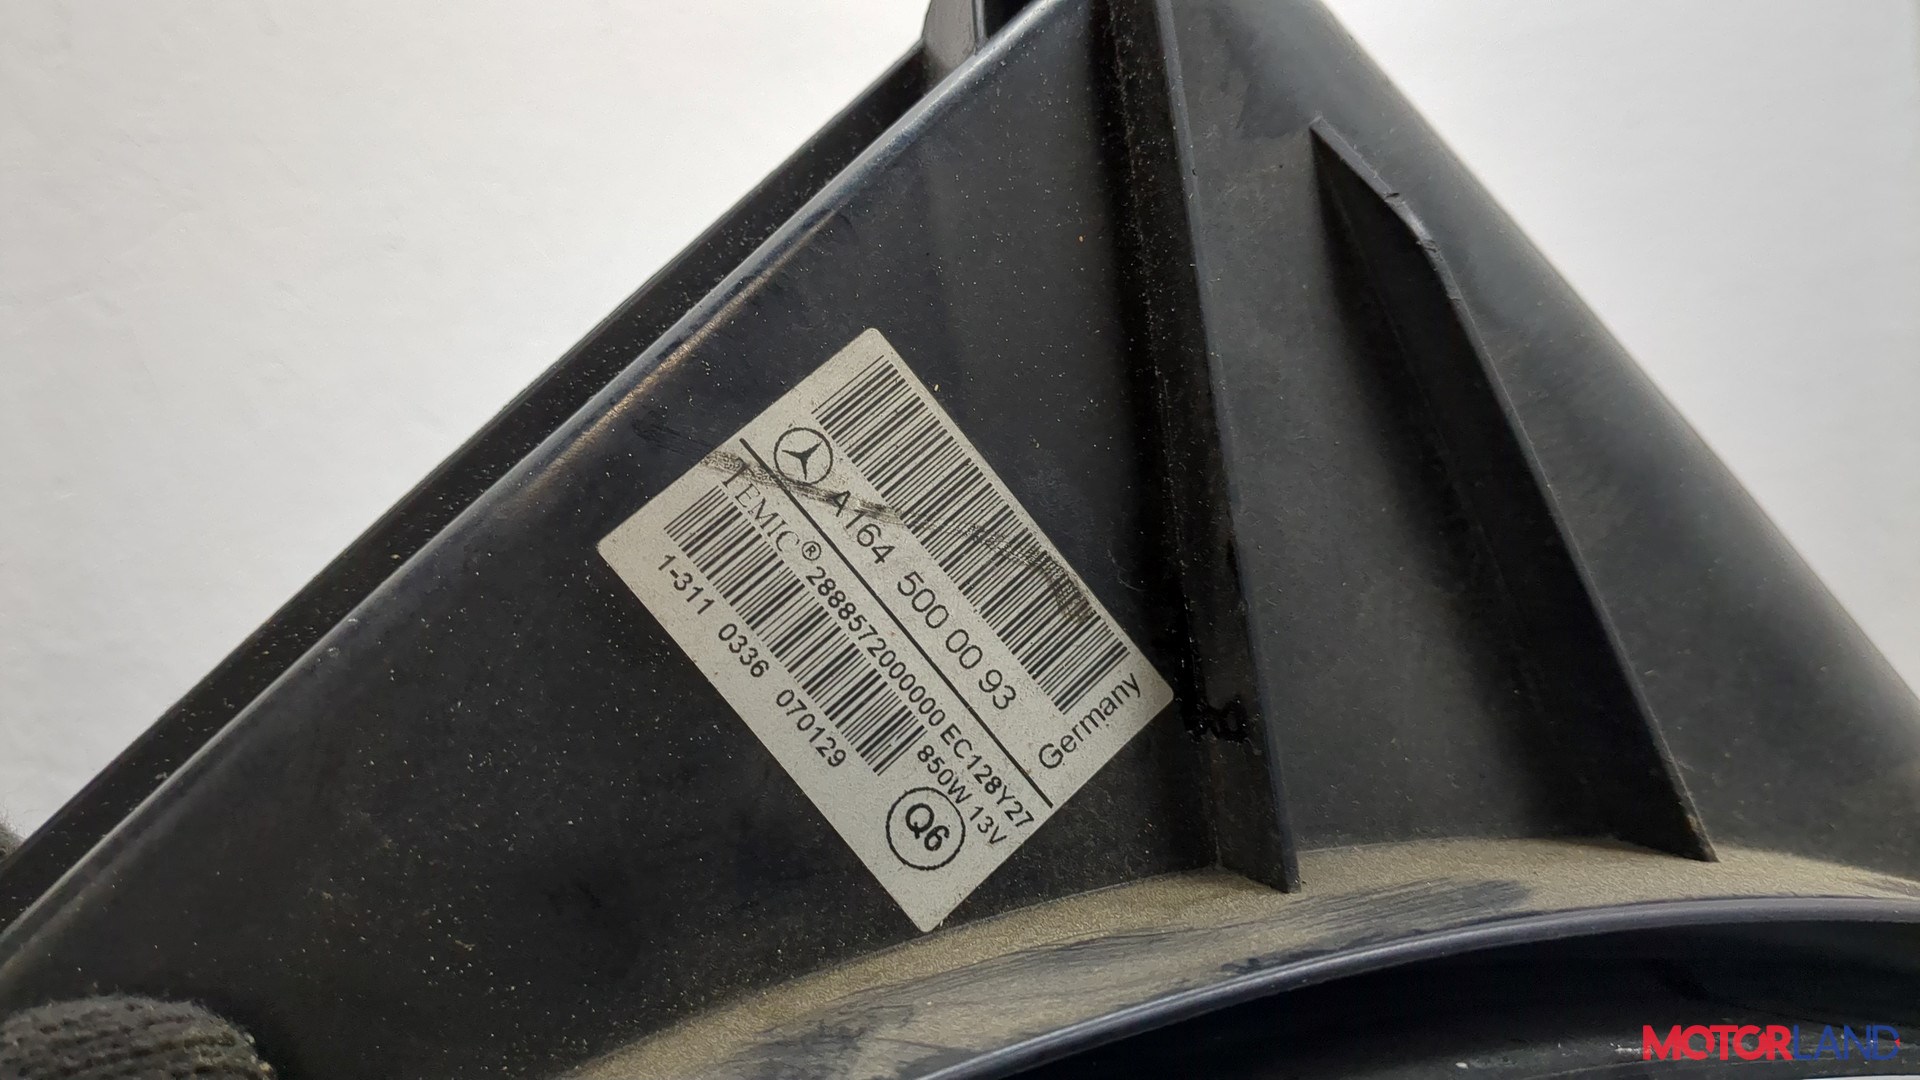 A164 500 00 93
Germany
TEMIC® 2888572000000 EC128Y27
850W 13V
1-311 0336 070129
Q6
MOTORLAND